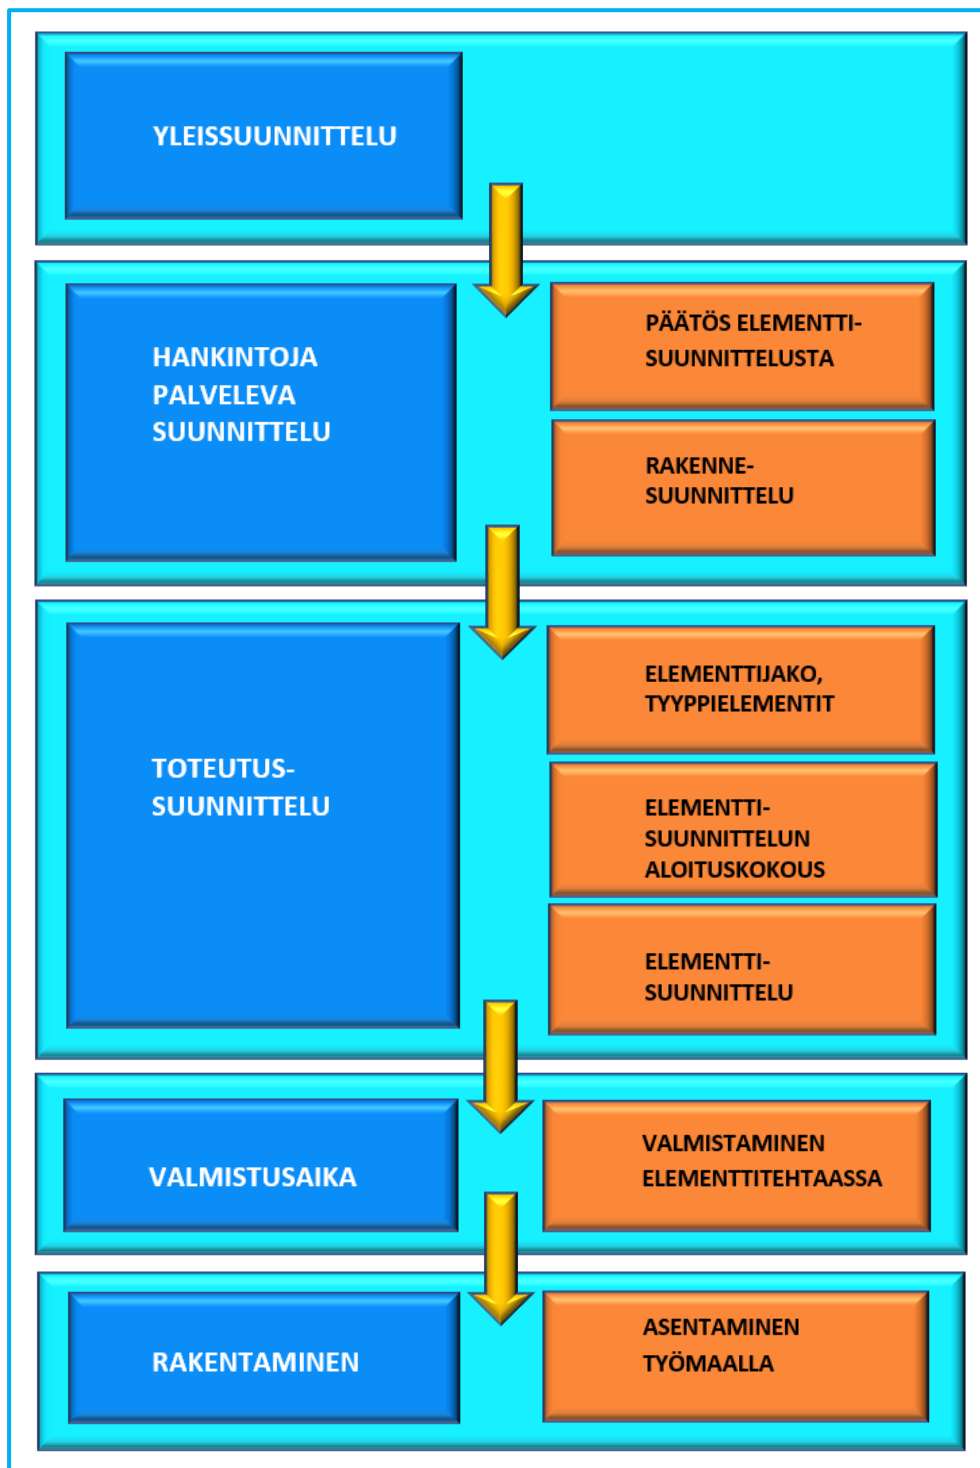 YLEISSUUNNITTELU
HANKINTOJA
PALVELEVA
SUUNNITTELU
PÄÄTÖS ELEMENTTI-
SUUNNITTELUSTA
RAKENNE-
SUUNNITTELU
TOTEUTUS-
SUUNNITTELU
ELEMENTTIJAKO,
TYYPPIELEMENTIT
ELEMENTTI-
SUUNNITTELUN
ALOITUSKOKOUS
ELEMENTTI-
SUUNNITTELU
VALMISTUSAIKA
VALMISTAMINEN
ELEMENTTITEHTAASSA
RAKENTAMINEN
ASENTAMINEN
TYÖMAALLA